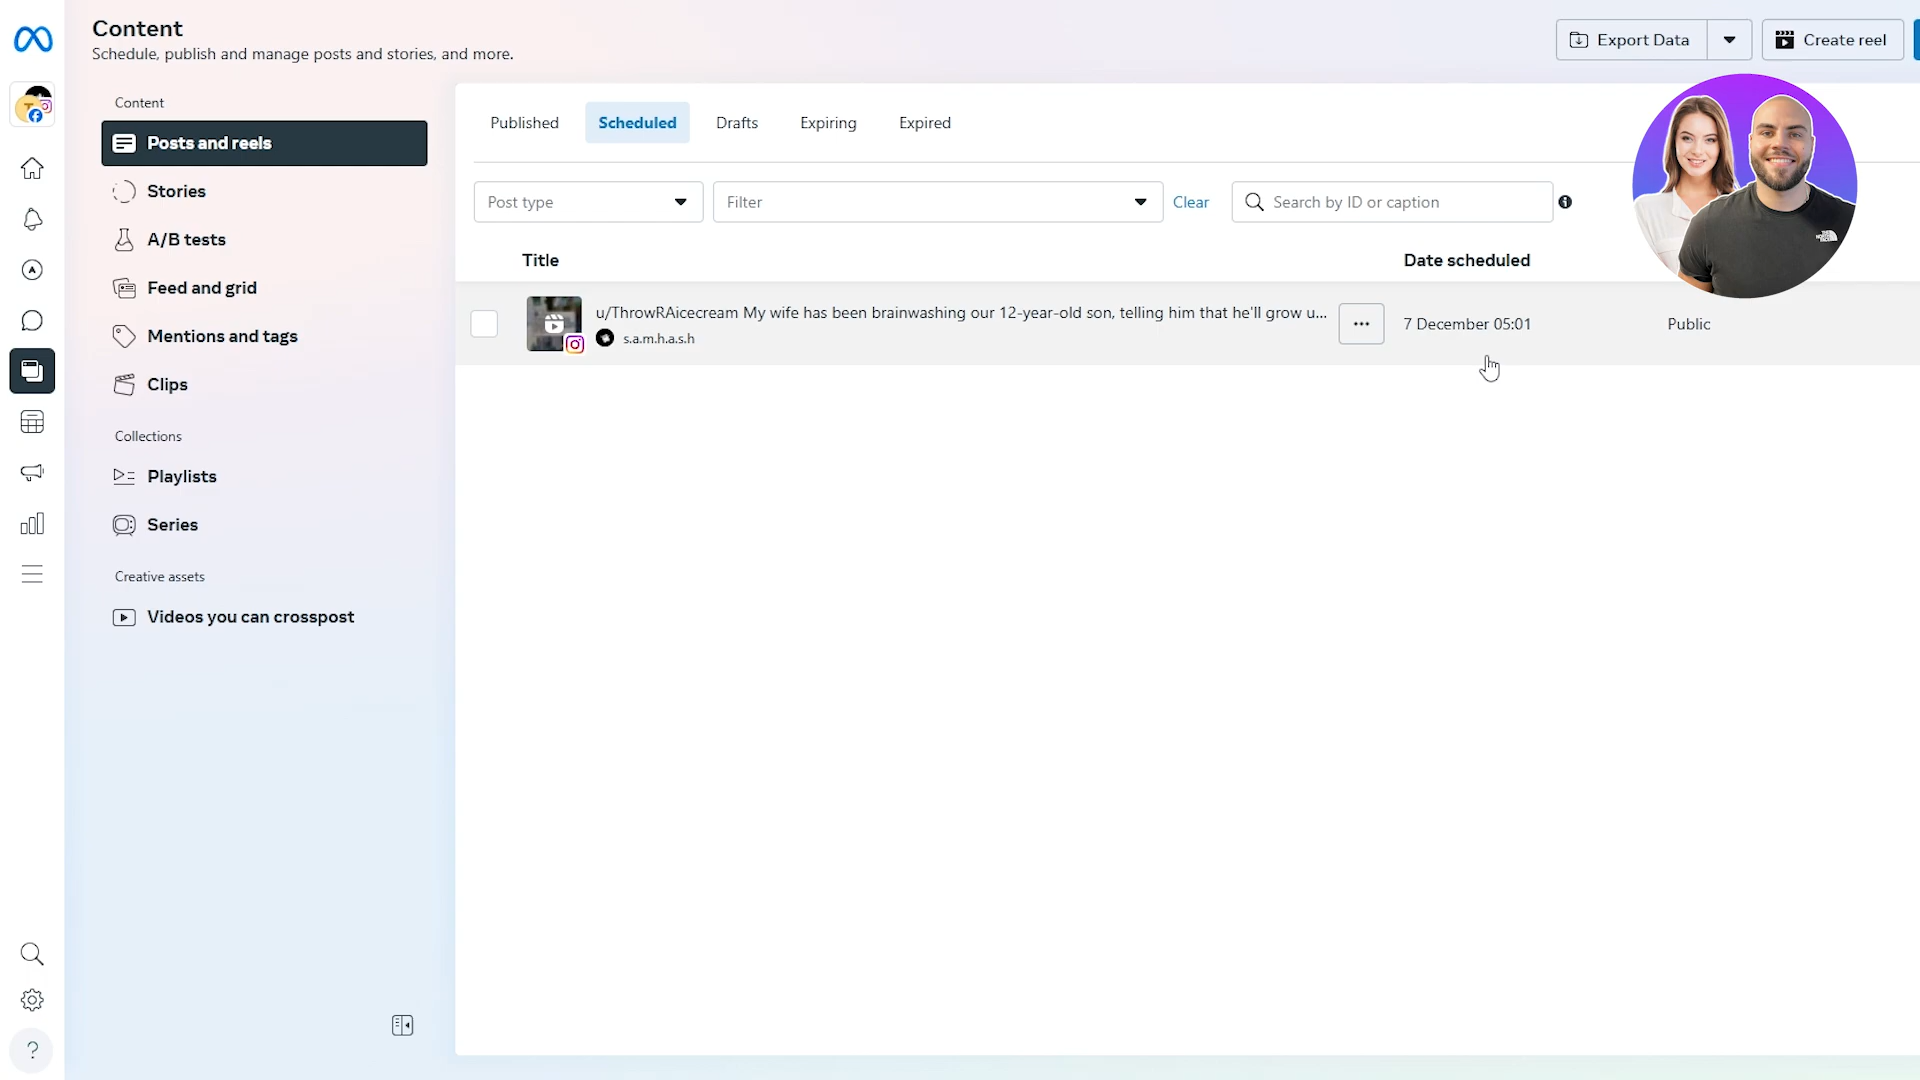 Content
Schedule, publish and manage posts and stories, and more.
Export Data
Create reel
Content
Posts and reels
Stories
A/B tests
Feed and grid
Mentions and tags
Clips
Collections
Playlists
Series
Creative assets
Videos you can crosspost
Published
Scheduled
Drafts
Expiring
Expired
Post type
Filter
Clear
Search by ID or caption
Title
Date scheduled
u/ThrowRAicecream My wife has been brainwashing our 12-year-old son, telling him that he'll grow u...
s.a.m.h.a.s.h
7 December 05:01
Public
THE NORTH FACE